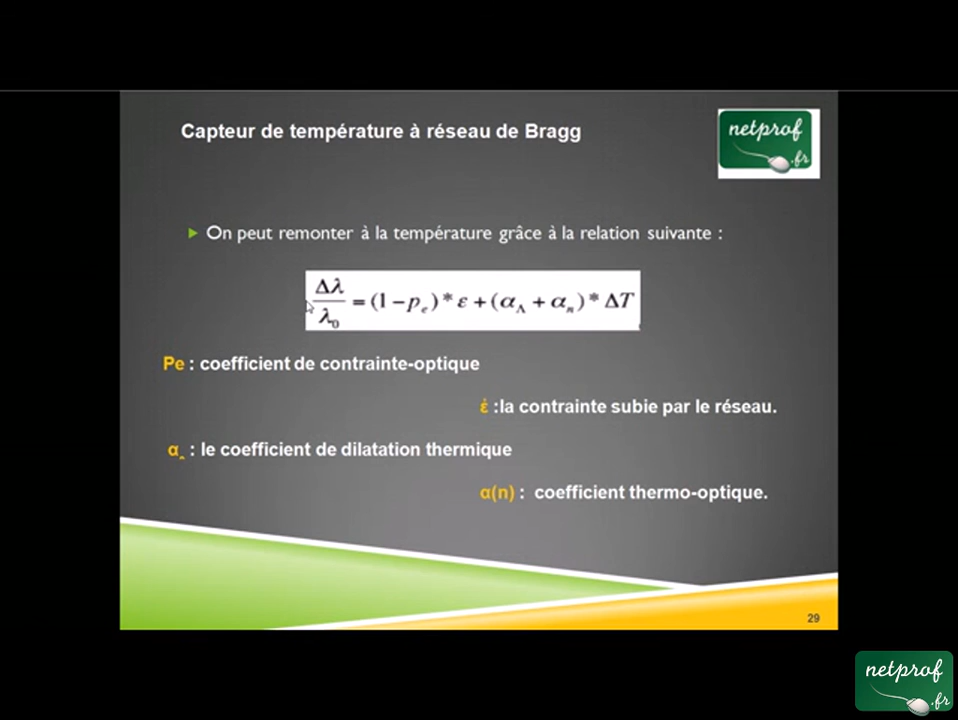 Capteur de température à réseau de Bragg
netprof
.fr
► On peut remonter à la température grâce à la relation suivante :
Δλ/λ₀ = (1−pₑ)*ε+(α_Λ + αₙ)*ΔT
Pe : coefficient de contrainte-optique
έ :la contrainte subie par le réseau.
α^ : le coefficient de dilatation thermique
α(n) : coefficient thermo-optique.
29
netprof
.fr